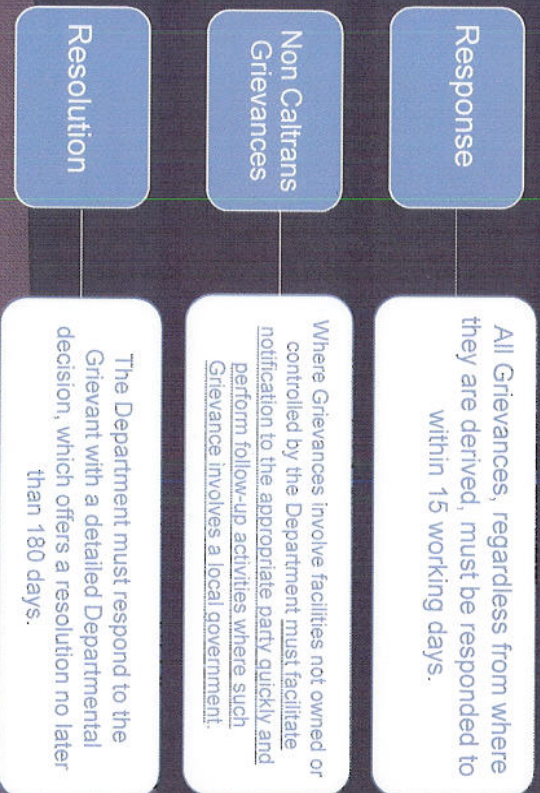 Response
All Grievances, regardless from where
they are derived, must be responded to
within 15 working days.
Non Caltrans
Grievances
Where Grievances involve facilities not owned or
controlled by the Department must facilitate
notification to the appropriate party quickly and
perform follow-up activities where such
Grievance involves a local government.
Resolution
The Department must respond to the
Grievant with a detailed Departmental
decision, which offers a resolution no later
than 180 days.